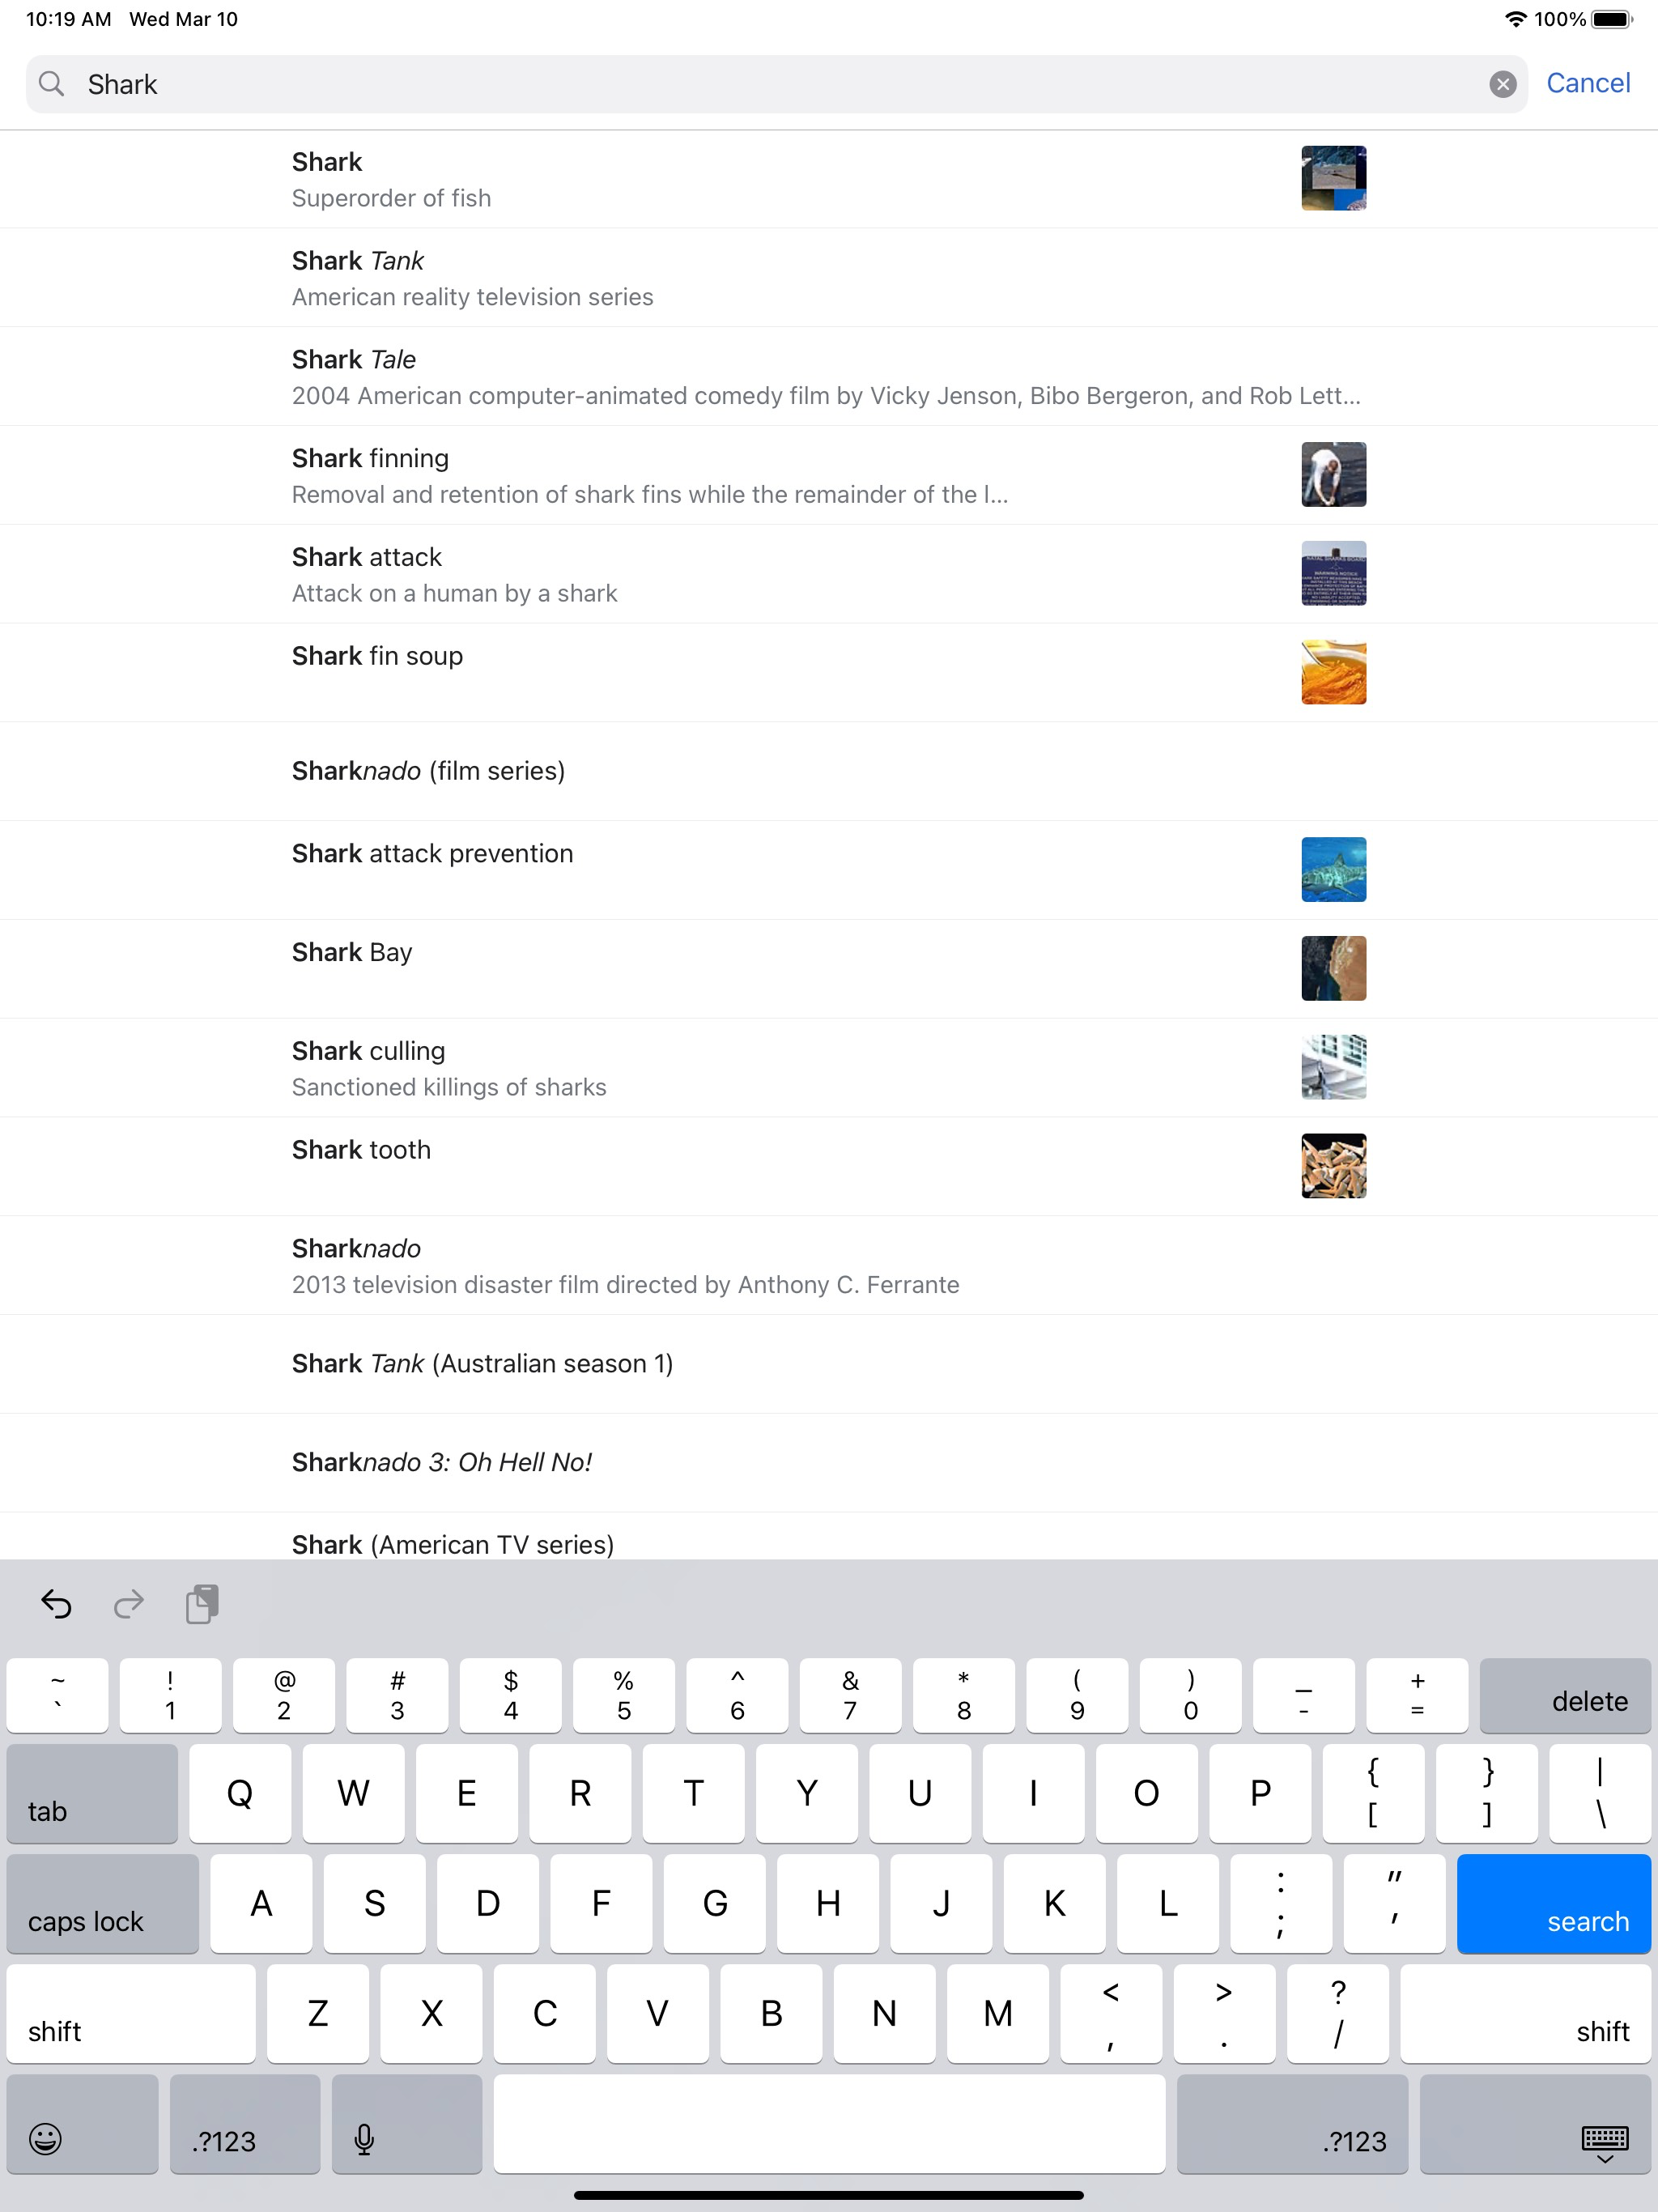 10:19 AM Wed Mar 10
100%
Shark
Cancel
Shark
Superorder of fish
Shark Tank
American reality television series
Shark Tale
2004 American computer-animated comedy film by Vicky Jenson, Bibo Bergeron, and Rob Lett...
Shark finning
Removal and retention of shark fins while the remainder of the l...
Shark attack
Attack on a human by a shark
WARNING NOTICE
Shark fin soup
Sharknado (film series)
Shark attack prevention
Shark Bay
Shark culling
Sanctioned killings of sharks
Shark tooth
Sharknado
2013 television disaster film directed by Anthony C. Ferrante
Shark Tank (Australian season 1)
Sharknado 3: Oh Hell No!
Shark (American TV series)
~ ! @ # $ % ^ & * ( ) _ +
` 1 2 3 4 5 6 7 8 9 0 - = delete
tab Q W E R T Y U I O P { [ } ] | \
caps lock A S D F G H J K L : ; " ' search
shift Z X C V B N M < , > . ? / shift
.?123 .?123